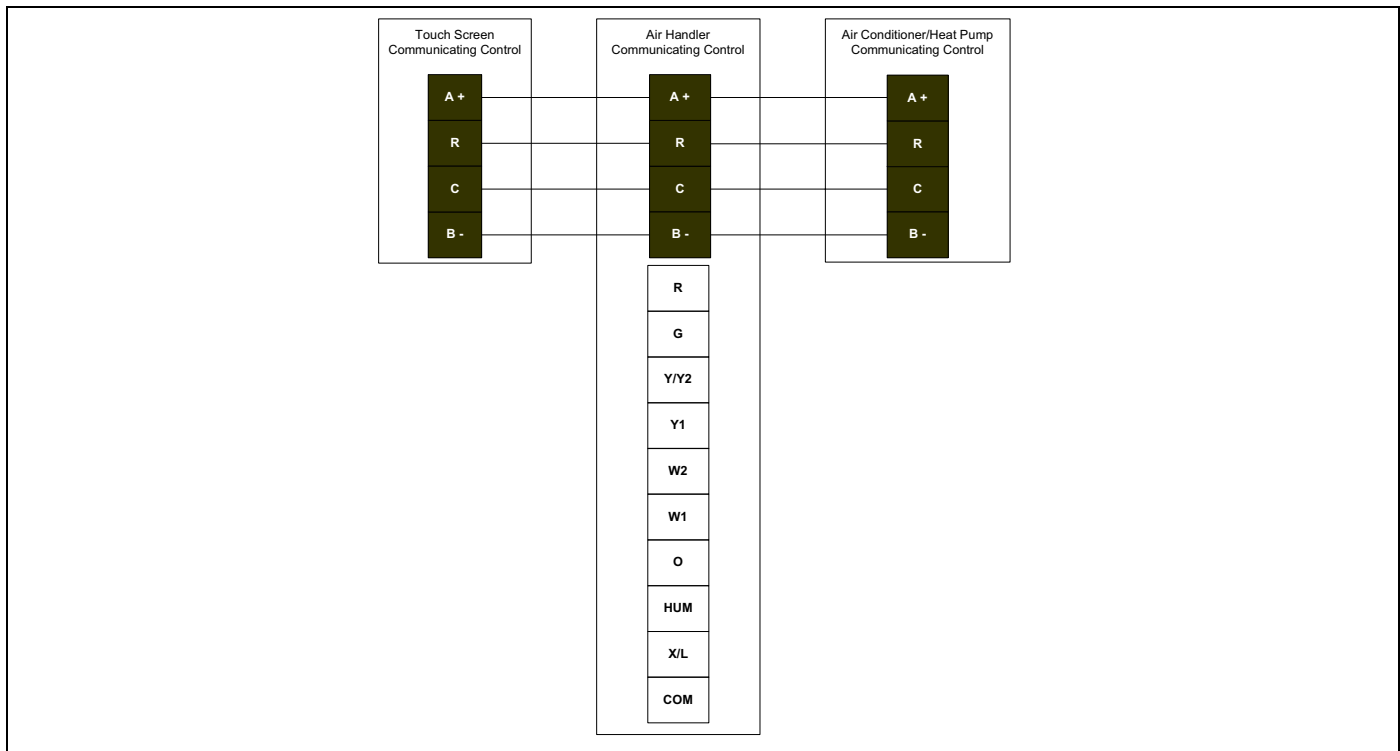 Touch Screen
Communicating Control
Air Handler
Communicating Control
Air Conditioner/Heat Pump
Communicating Control
A + A + A +
R R R
C C C
B - B - B -
R
G
Y/Y2
Y1
W2
W1
O
HUM
X/L
COM